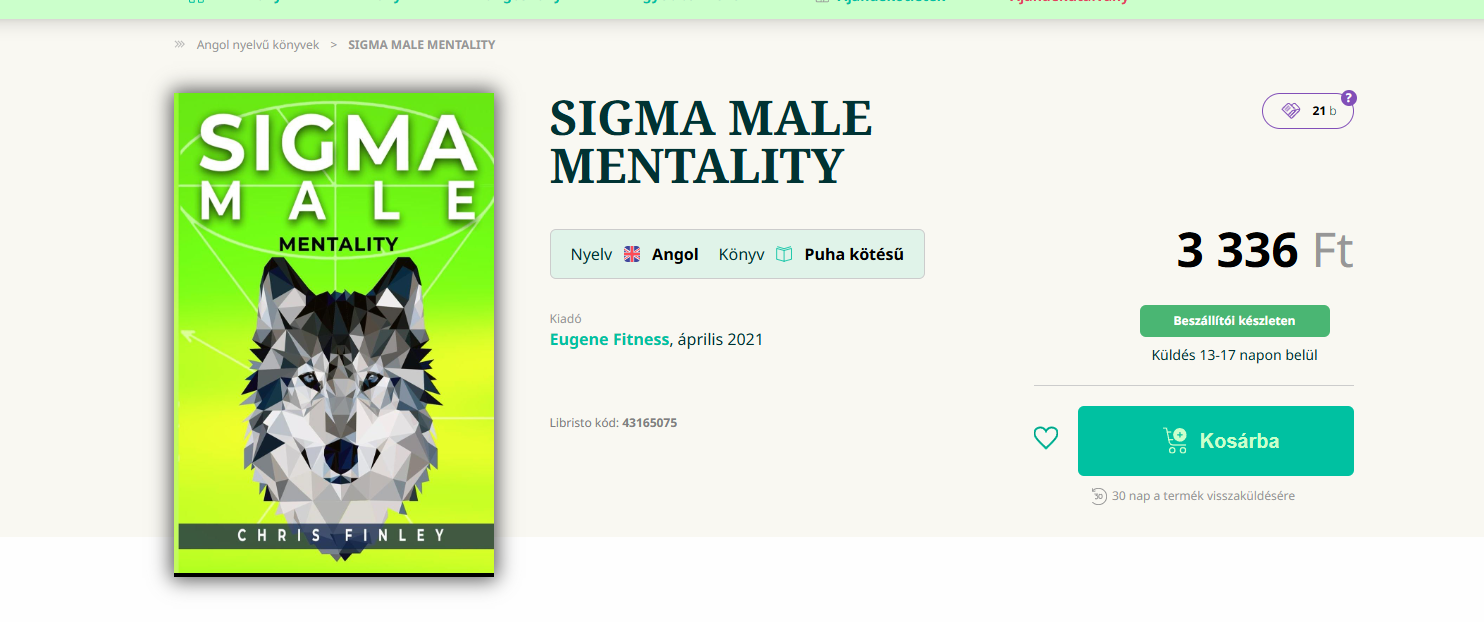 Angol nyelvű könyvek > SIGMA MALE MENTALITY
SIGMA
MALE
MENTALITY
CHRIS FINLEY
SIGMA MALE
MENTALITY
Nyelv Angol Könyv Puha kötésű
Kiadó
Eugene Fitness, április 2021
Libristo kód: 43165075
21 b
?
3 336 Ft
Beszállítói készleten
Küldés 13-17 napon belül
Kosárba
30 30 nap a termék visszaküldésére